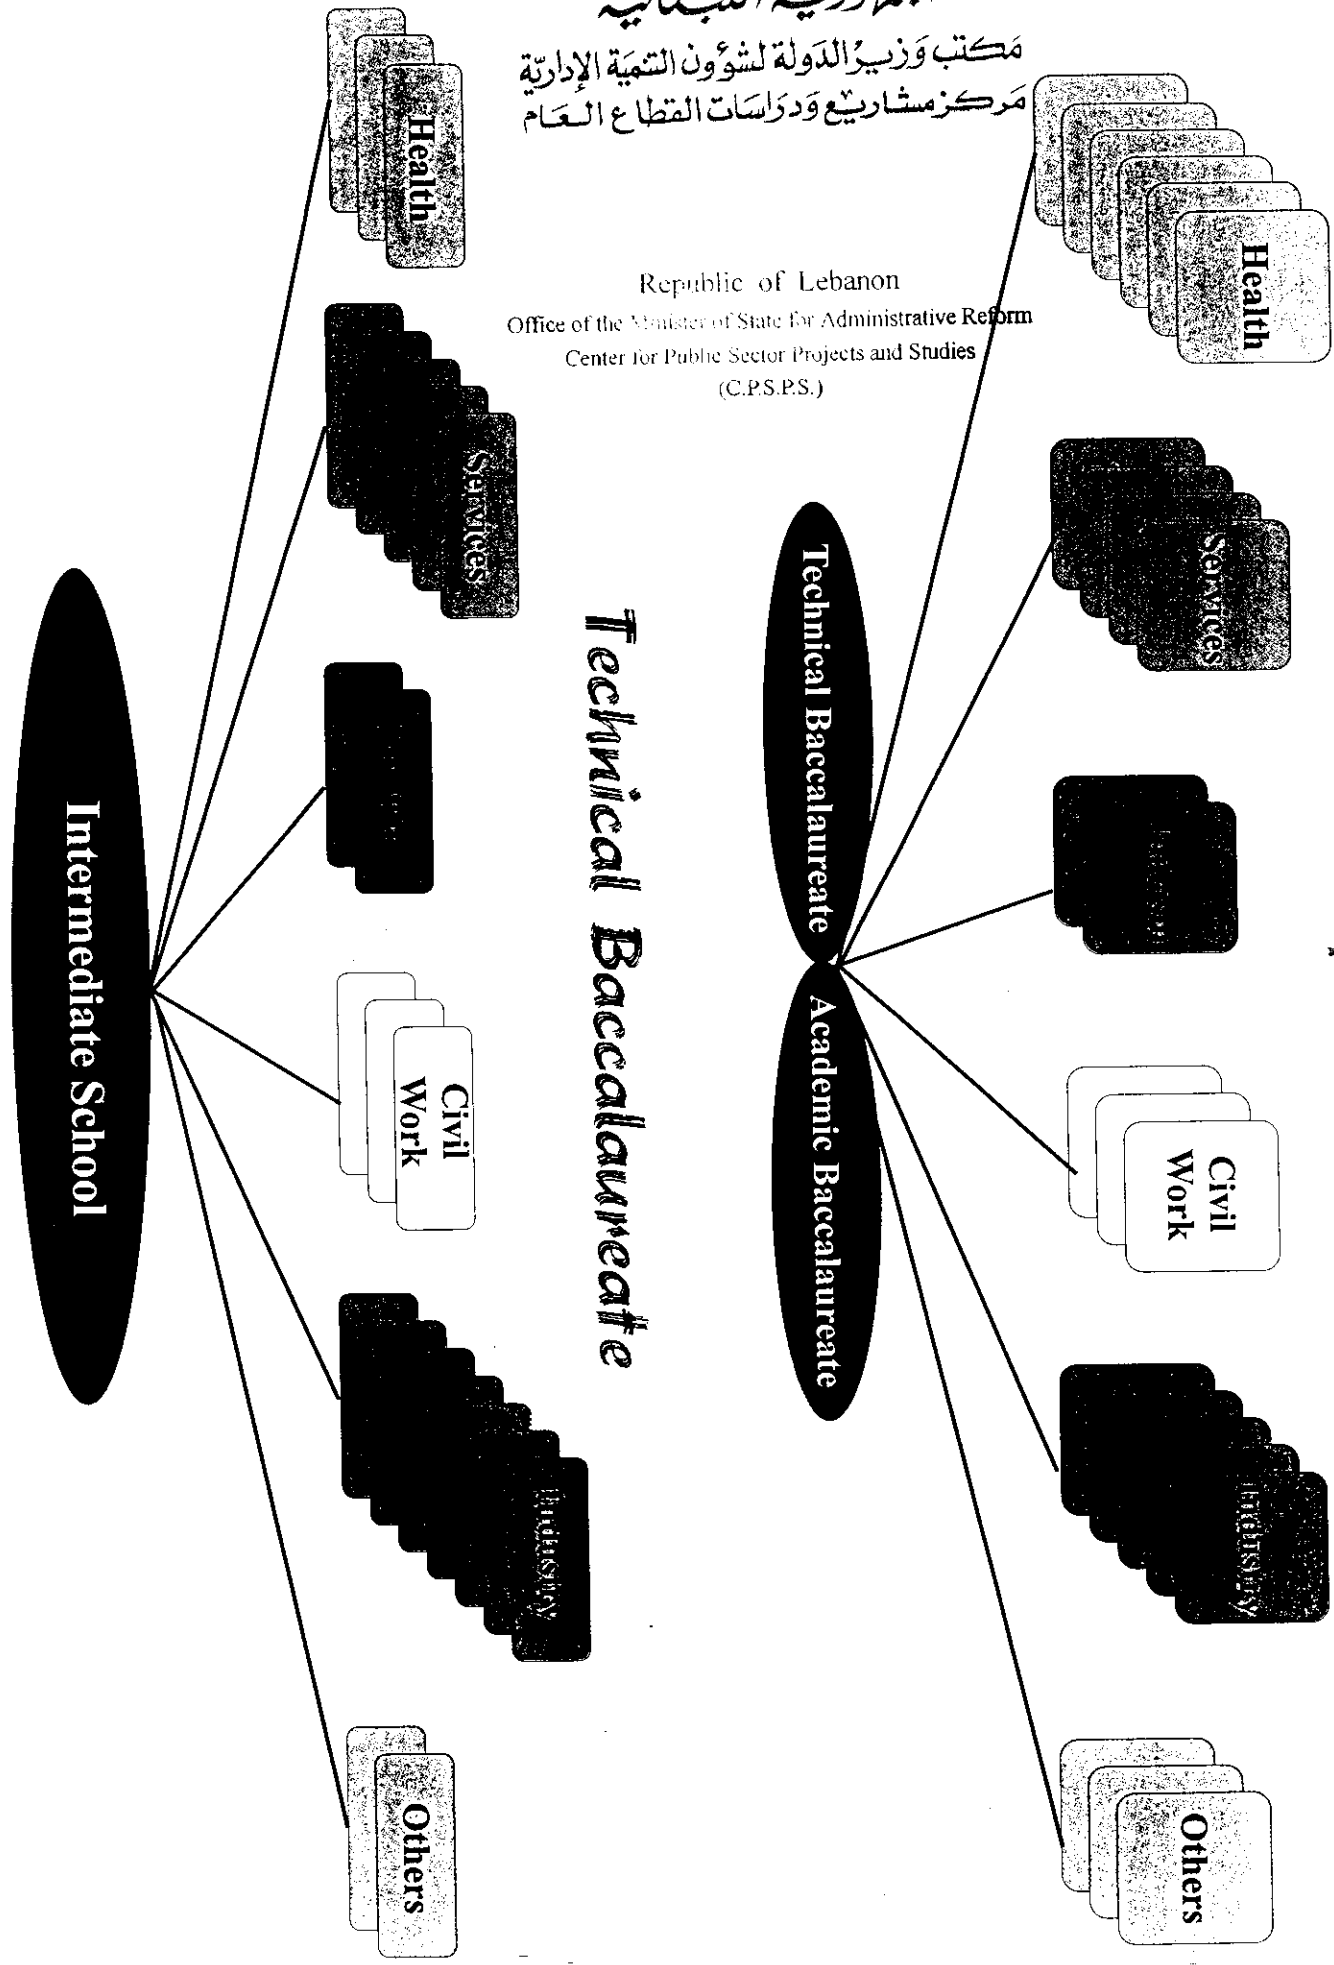 الجمهورية اللبنانية
مكتب وزير الدولة لشؤون التنمية الإدارية
مركز مشاريع ودراسات القطاع العام
Republic of Lebanon
Office of the Minister of State for Administrative Reform
Center for Public Sector Projects and Studies
(C.P.S.P.S.)
Health
Services
Civil
Work
Industry
Others
Technical Baccalaureate
Academic Baccalaureate
Technical Baccalaureate
Health
Services
Civil
Work
Industry
Others
Intermediate School